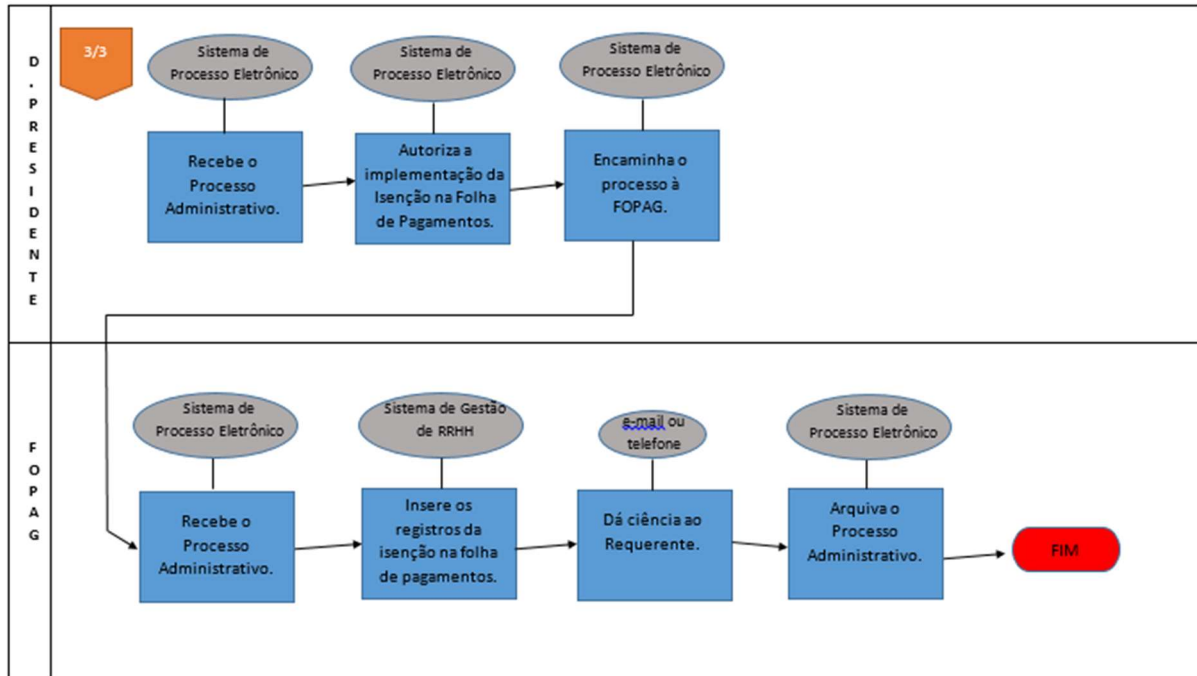 D
.
P
R
E
S
I
D
E
N
T
E
3/3
Sistema de
Processo Eletrônico
Recebe o
Processo
Administrativo.
Sistema de
Processo Eletrônico
Autoriza a
implementação da
Isenção na Folha
de Pagamentos.
Sistema de
Processo Eletrônico
Encaminha o
processo à
FOPAG.
F
O
P
A
G
Sistema de
Processo Eletrônico
Recebe o
Processo
Administrativo.
Sistema de Gestão
de RRHH
Insere os
registros da
isenção na folha
de pagamentos.
e-mail ou
telefone
Dá ciência ao
Requerente.
Sistema de
Processo Eletrônico
Arquiva o
Processo
Administrativo.
FIM